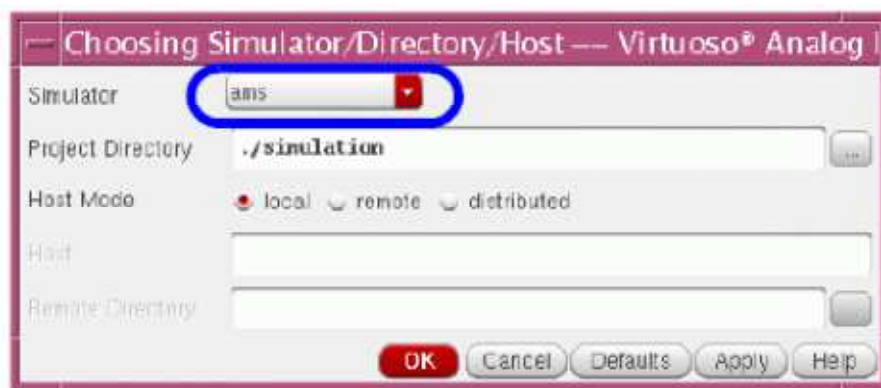 Choosing Simulator/Directory/Host -- Virtuoso® Analog
Simulator ams
Project Directory ./simulation ...
Host Mode local remote distributed
Host
Remote Directory
OK Cancel Defaults Apply Help